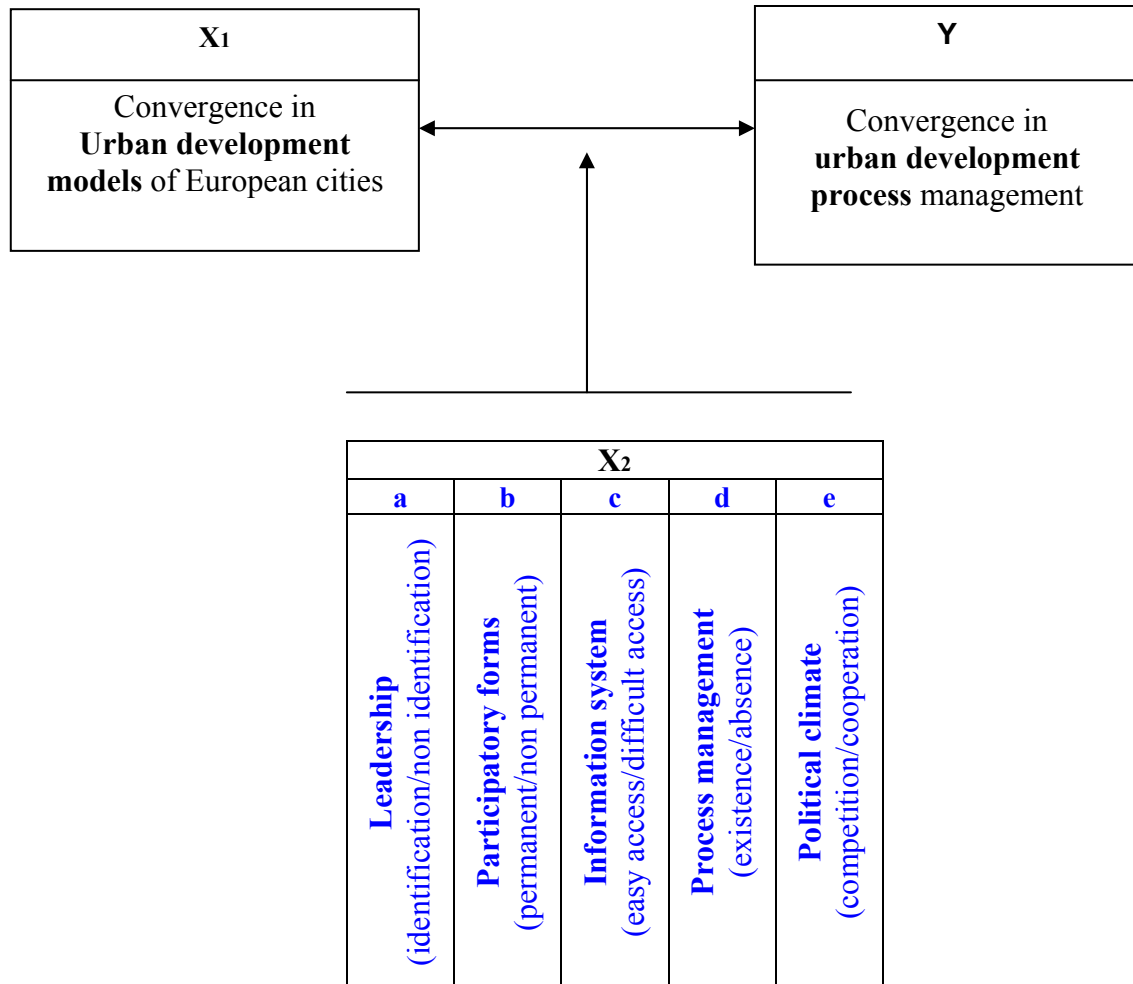 X1
Convergence in
Urban development
models of European cities
Y
Convergence in
urban development
process management
X2
a
b
c
d
e
Leadership
(identification/non identification)
Participatory forms
(permanent/non permanent)
Information system
(easy access/difficult access)
Process management
(existence/absence)
Political climate
(competition/cooperation)